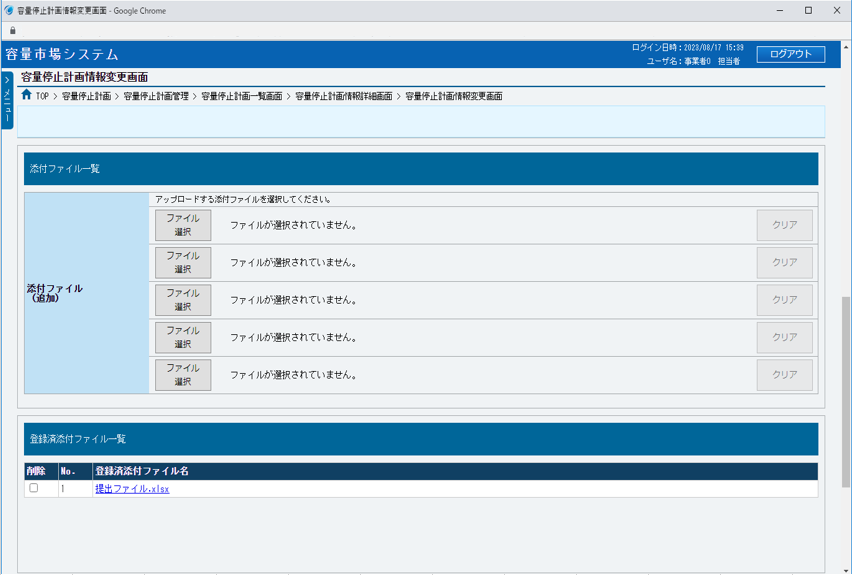 容量停止計画情報変更画面 - Google Chrome
容量市場システム
ログイン日時：2023/08/17 15:39
ユーザ名：事業者0 担当者
ログアウト
容量停止計画情報変更画面
> メニュー
TOP > 容量停止計画 > 容量停止計画管理 > 容量停止計画一覧画面 > 容量停止計画情報詳細画面 > 容量停止計画情報変更画面
添付ファイル一覧
アップロードする添付ファイルを選択してください。
添付ファイル
（追加）
ファイル
選択
ファイルが選択されていません。
クリア
ファイル
選択
ファイルが選択されていません。
クリア
ファイル
選択
ファイルが選択されていません。
クリア
ファイル
選択
ファイルが選択されていません。
クリア
ファイル
選択
ファイルが選択されていません。
クリア
登録済添付ファイル一覧
削除 No. 登録済添付ファイル名
1 提出ファイル.xlsx